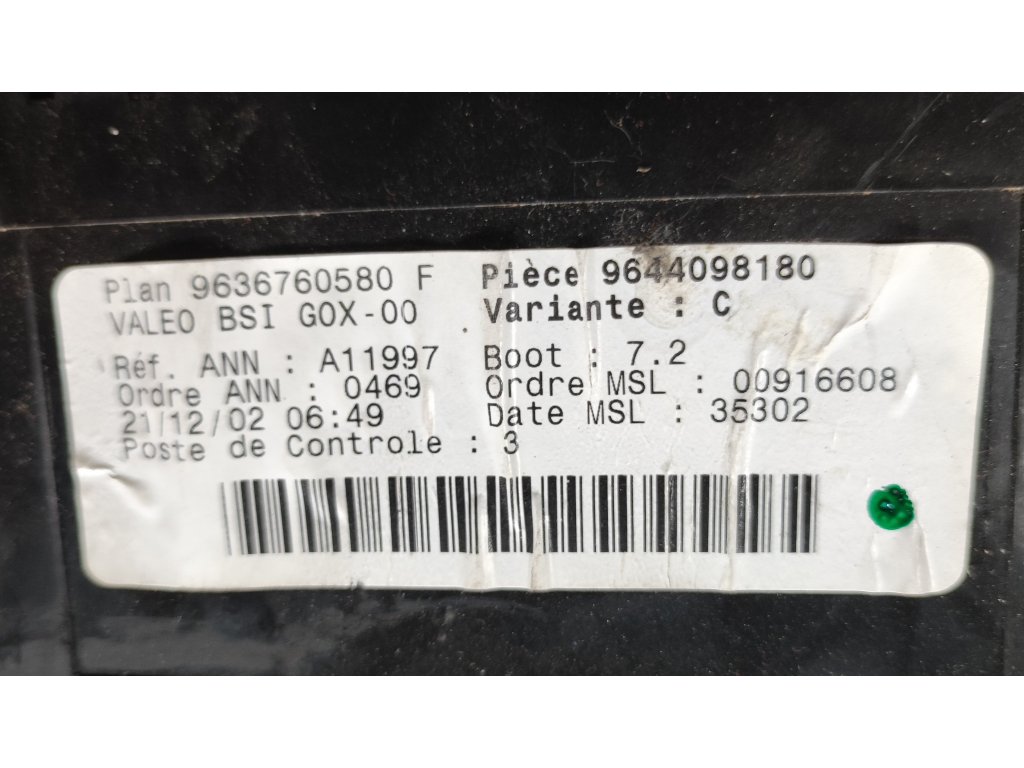 Plan 9636760580 F Pièce 9644098180
VALEO BSI GOX-00 Variante : C
Réf. ANN : A11997 Boot : 7.2
Ordre ANN : 0469 Ordre MSL : 00916608
21/12/02 06:49 Date MSL : 35302
Poste de Controle : 3